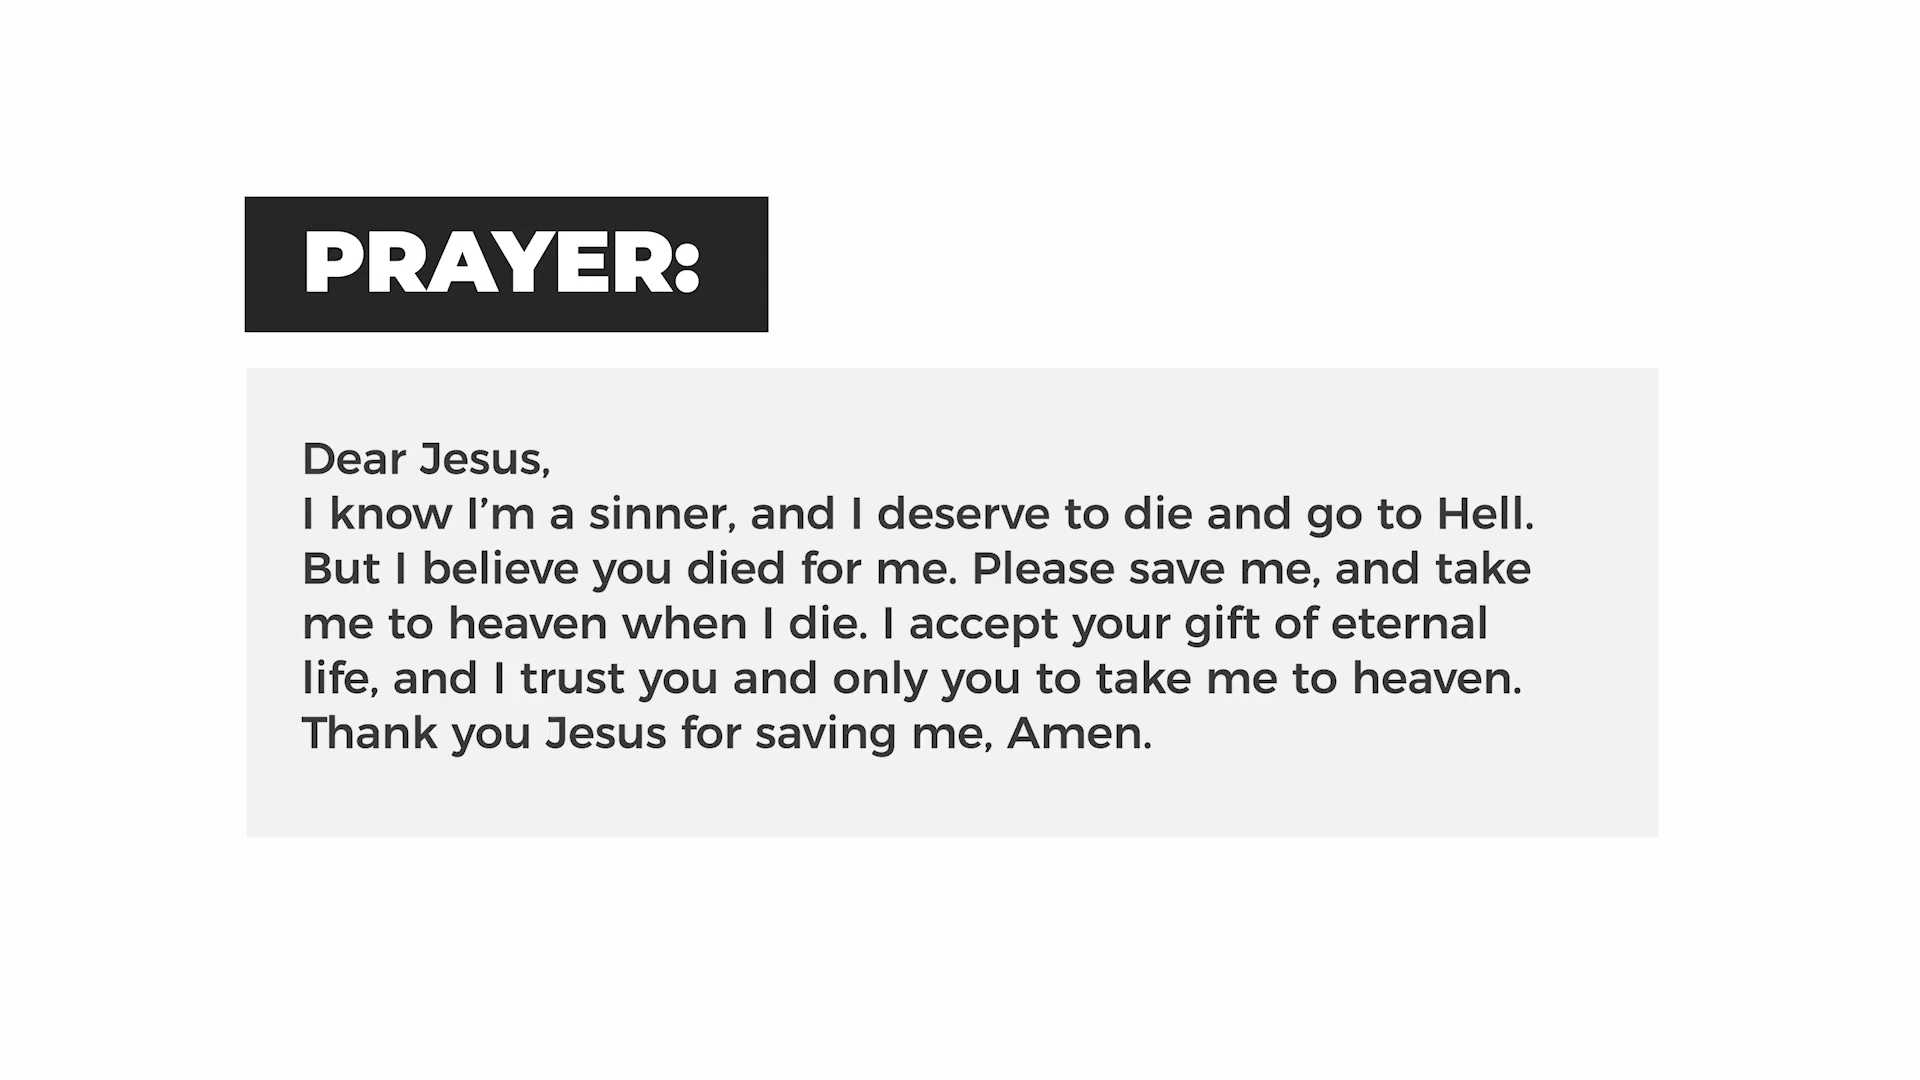 PRAYER:
Dear Jesus,
I know I’m a sinner, and I deserve to die and go to Hell.
But I believe you died for me. Please save me, and take
me to heaven when I die. I accept your gift of eternal
life, and I trust you and only you to take me to heaven.
Thank you Jesus for saving me, Amen.